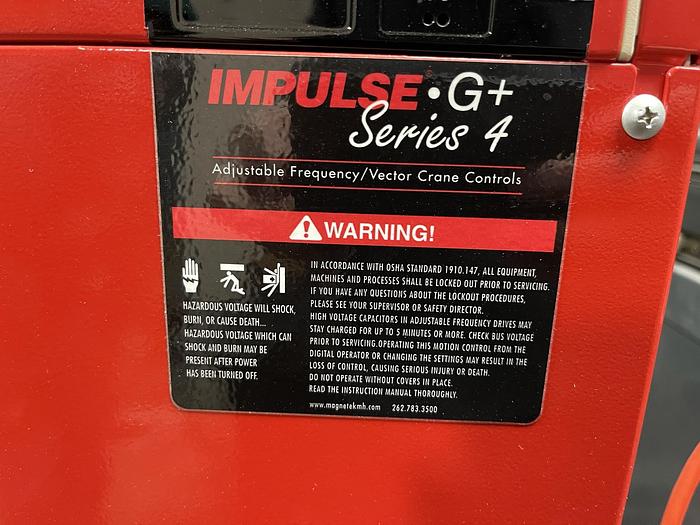 IMPULSE • G+
Series 4
Adjustable Frequency/Vector Crane Controls
WARNING!
HAZARDOUS VOLTAGE WILL SHOCK,
BURN, OR CAUSE DEATH...
HAZARDOUS VOLTAGE WHICH CAN
SHOCK AND BURN MAY BE
PRESENT AFTER POWER
HAS BEEN TURNED OFF.
IN ACCORDANCE WITH OSHA STANDARD 1910.147, ALL EQUIPMENT,
MACHINES AND PROCESSES SHALL BE LOCKED OUT PRIOR TO SERVICING.
IF YOU HAVE ANY QUESTIONS ABOUT THE LOCKOUT PROCEDURES,
PLEASE SEE YOUR SUPERVISOR OR SAFETY DIRECTOR.
HIGH VOLTAGE CAPACITORS IN ADJUSTABLE FREQUENCY DRIVES MAY
STAY CHARGED FOR UP TO 5 MINUTES OR MORE. CHECK BUS VOLTAGE
PRIOR TO SERVICING.OPERATING THIS MOTION CONTROL FROM THE
DIGITAL OPERATOR OR CHANGING THE SETTINGS MAY RESULT IN THE
LOSS OF CONTROL, CAUSING SERIOUS INJURY OR DEATH.
DO NOT OPERATE WITHOUT COVERS IN PLACE.
READ THE INSTRUCTION MANUAL THOROUGHLY.
www.magnetekmh.com 262.783.3500